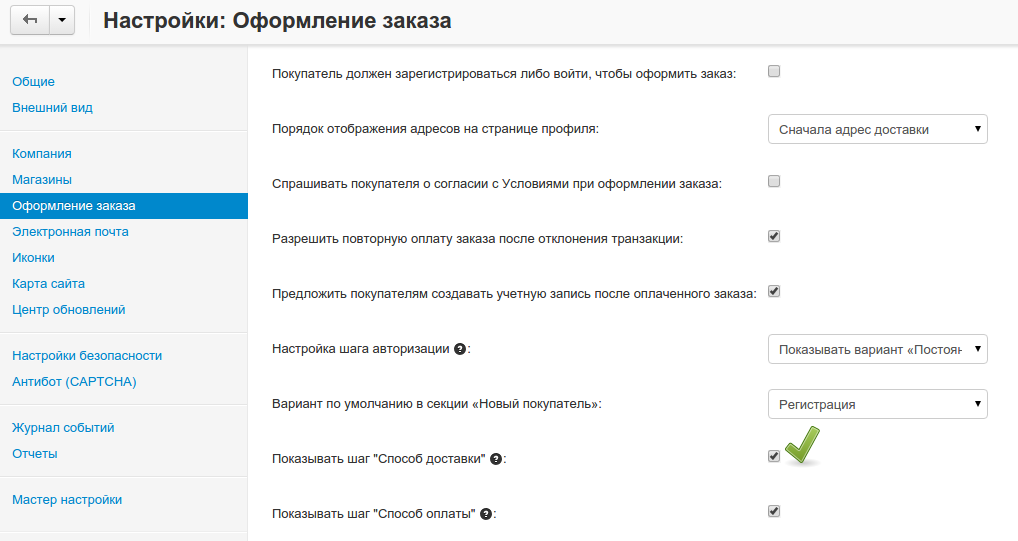 Настройки: Оформление заказа
Общие
Внешний вид
Компания
Магазины
Оформление заказа
Электронная почта
Иконки
Карта сайта
Центр обновлений
Настройки безопасности
Антибот (CAPTCHA)
Журнал событий
Отчеты
Мастер настройки
Покупатель должен зарегистрироваться либо войти, чтобы оформить заказ:
Порядок отображения адресов на странице профиля: Сначала адрес доставки
Спрашивать покупателя о согласии с Условиями при оформлении заказа:
Разрешить повторную оплату заказа после отклонения транзакции:
Предложить покупателям создавать учетную запись после оплаченного заказа:
Настройка шага авторизации ?: Показывать вариант «Постоян
Вариант по умолчанию в секции «Новый покупатель»: Регистрация
Показывать шаг "Способ доставки" ?:
Показывать шаг "Способ оплаты" ?: